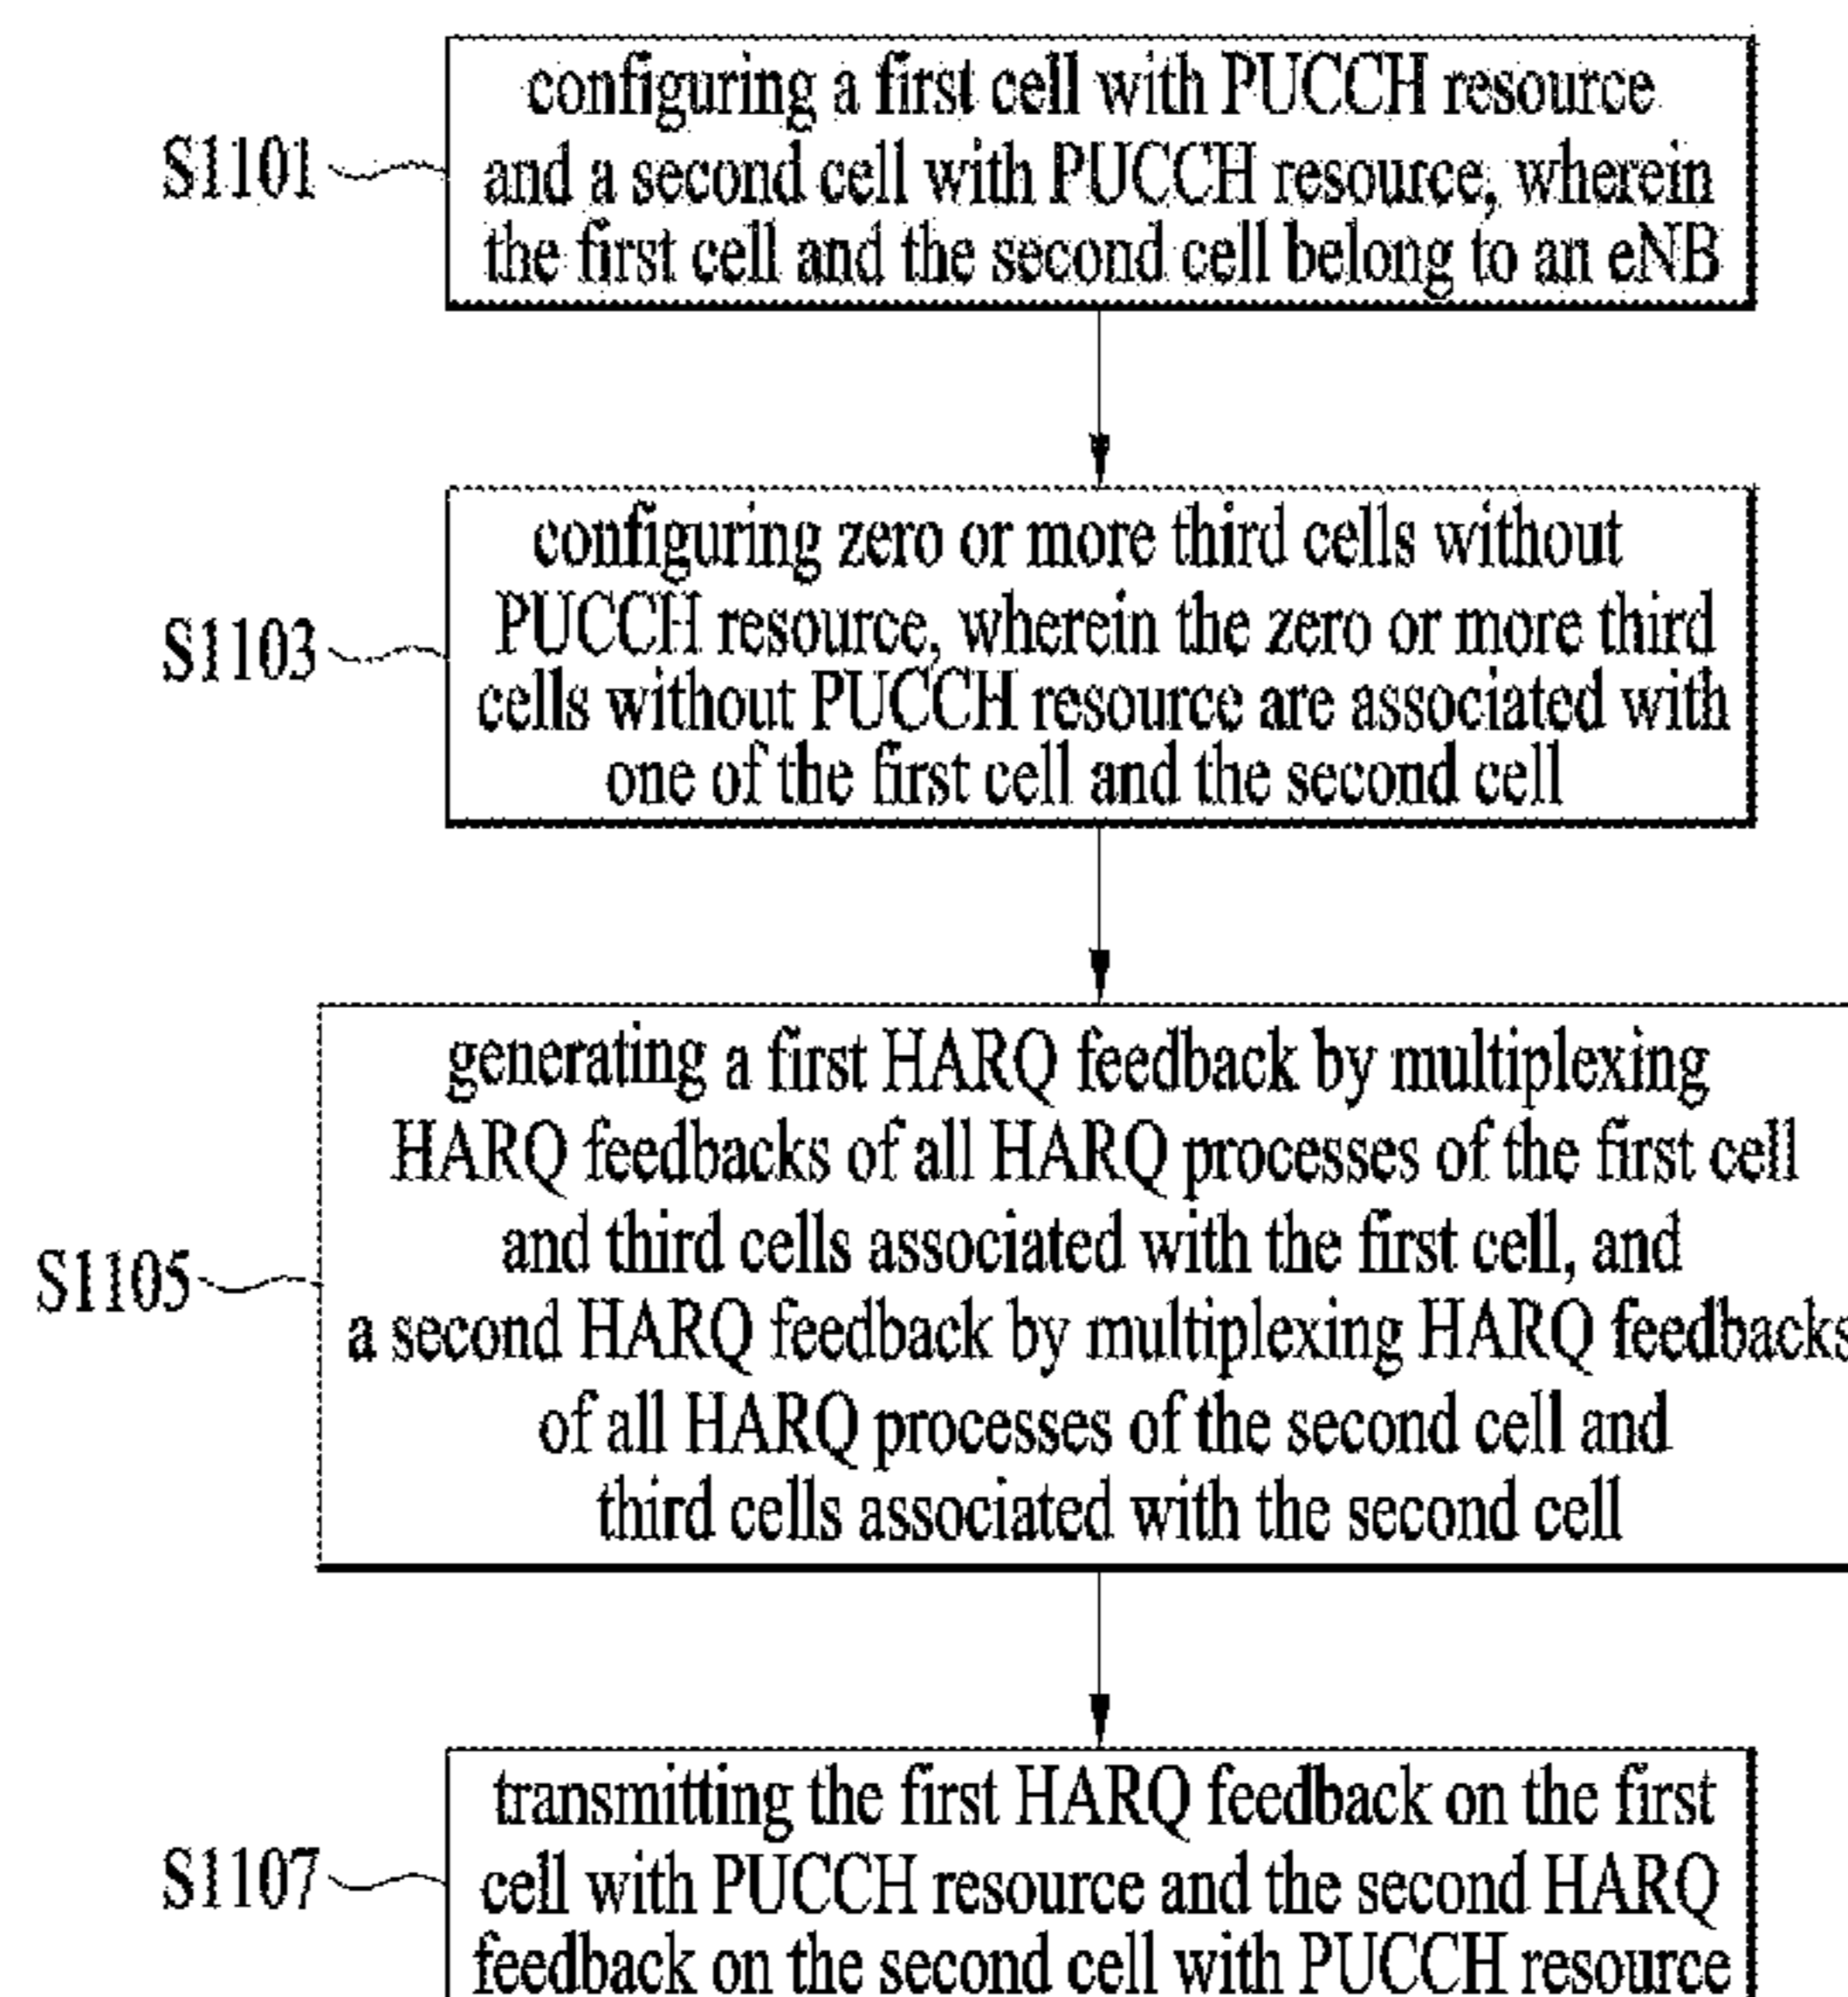 configuring a first cell with PUCCH resource
S1101
and a second cell with PUCCH resource, wherein
the first cell and the second cell belong to an eNB
configuring zero or more third cells without
S1103
PUCCH resource, wherein the zero or more third
cells without PUCCH resource are associated with
one of the first cell and the second cell
generating a first HARQ feedback by multiplexing
HARQ feedbacks of all HARQ processes of the first cell
and third cells associated with the first cell, and
S1105
a second HARQ feedback by multiplexing HARQ feedbacks
of all HARQ processes of the second cell and
third cells associated with the second cell
transmitting the first HARQ feedback on the first
S1107
cell with PUCCH resource and the second HARQ
feedback on the second cell with PUCCH resource